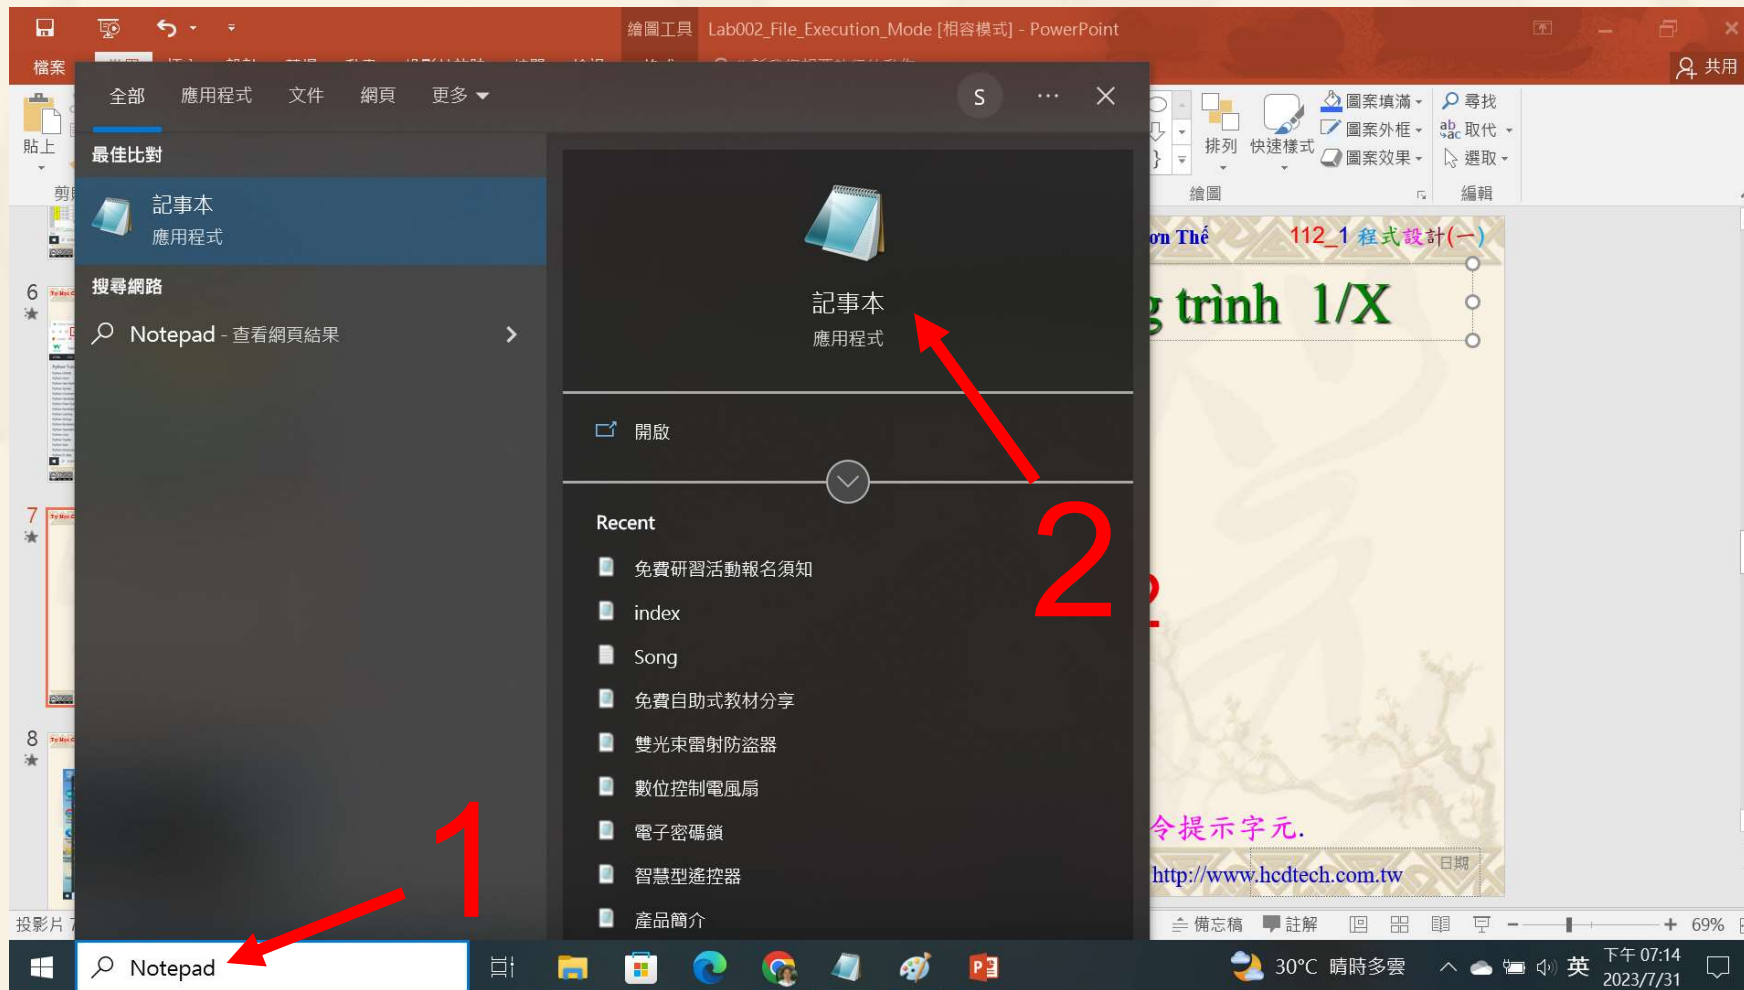 繪圖工具 Lab002_File_Execution_Mode [相容模式] - PowerPoint
檔案
共用
全部 應用程式 文件 網頁 更多
S ... ×
貼上
排列 快速樣式
圖案填滿
圖案外框
圖案效果
尋找
取代
選取
繪圖 編輯
最佳比對
記事本
應用程式
搜尋網路
Notepad - 查看網頁結果
記事本
應用程式
開啟
Recent
免費研習活動報名須知
index
Song
免費自助式教材分享
雙光束雷射防盜器
數位控制電風扇
電子密碼鎖
智慧型遙控器
產品簡介
1
2
6
7
8
ơn Thế 112_1 程式設計(一)
g trình 1/X
2
令提示字元.
http://www.hcdtech.com.tw 日期
投影片 7
備忘稿 註解 69%
Notepad
30°C 晴時多雲 英 下午 07:14
2023/7/31